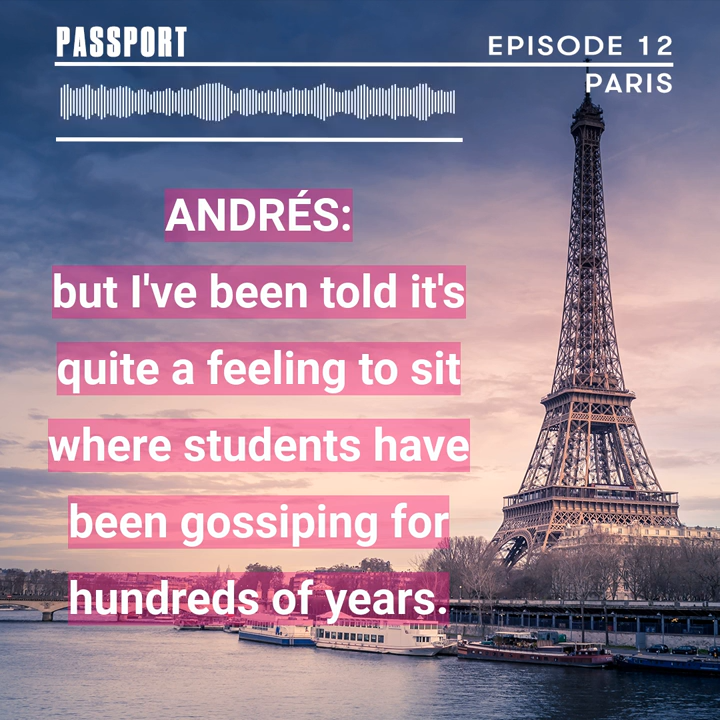 PASSPORT
EPISODE 12
PARIS
ANDRÉS:
but I've been told it's
quite a feeling to sit
where students have
been gossiping for
hundreds of years.